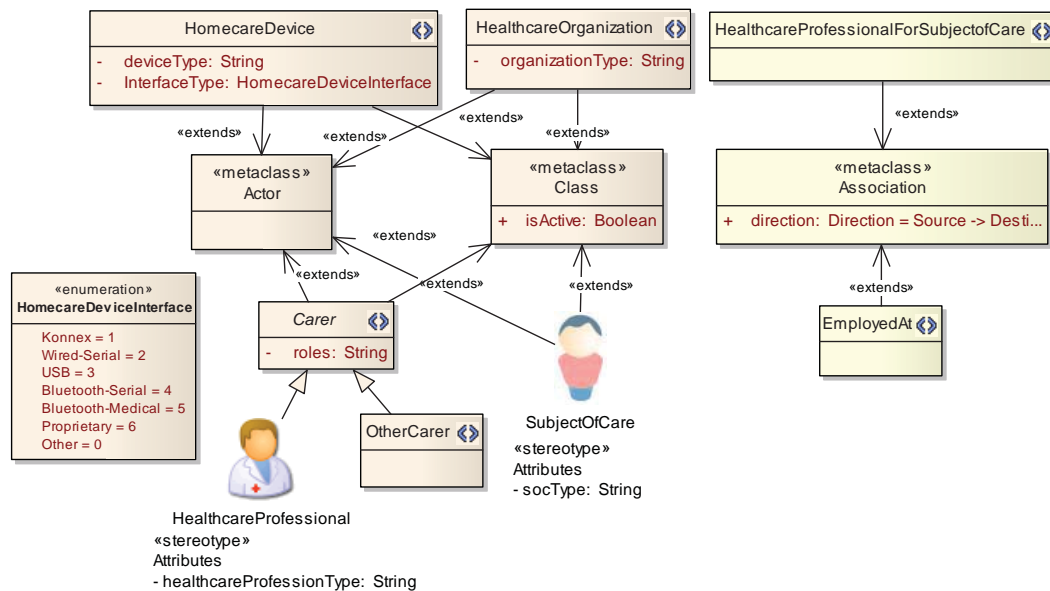 HomecareDevice
- deviceType: String
- InterfaceType: HomecareDeviceInterface
HealthcareOrganization
- organizationType: String
HealthcareProfessionalForSubjectofCare
«extends»
«extends»
«extends»
«extends»
«extends»
«metaclass»
Actor
«metaclass»
Class
+ isActive: Boolean
«metaclass»
Association
+ direction: Direction = Source -> Desti...
«extends»
«extends»
«extends»
«extends»
«extends»
«enumeration»
HomecareDeviceInterface
Konnex = 1
Wired-Serial = 2
USB = 3
Bluetooth-Serial = 4
Bluetooth-Medical = 5
Proprietary = 6
Other = 0
Carer
- roles: String
EmployedAt
OtherCarer
SubjectOfCare
«stereotype»
Attributes
- socType: String
HealthcareProfessional
«stereotype»
Attributes
- healthcareProfessionType: String